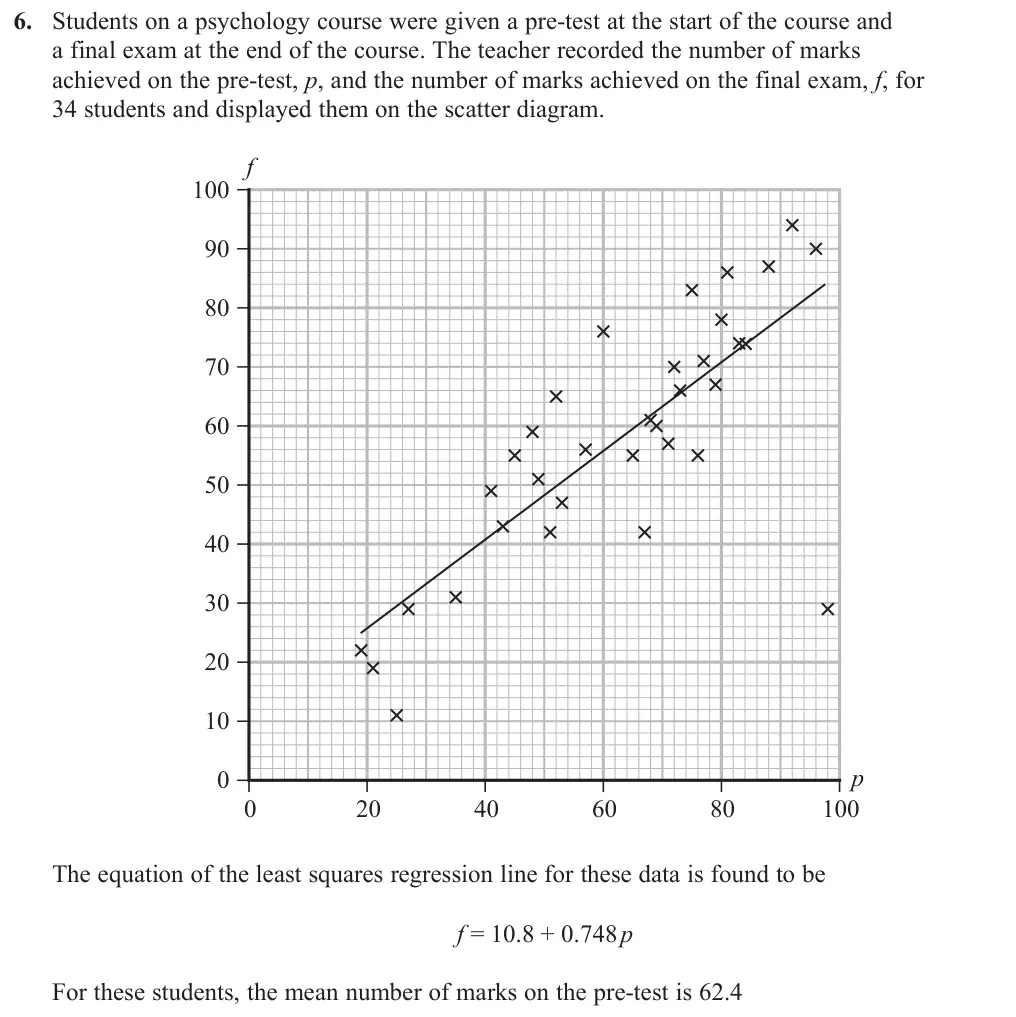 6. Students on a psychology course were given a pre-test at the start of the course and
a final exam at the end of the course. The teacher recorded the number of marks
achieved on the pre-test, p, and the number of marks achieved on the final exam, f, for
34 students and displayed them on the scatter diagram.
f
100
90
80
70
60
50
40
30
20
10
0
p
0 20 40 60 80 100
The equation of the least squares regression line for these data is found to be
f = 10.8 + 0.748p
For these students, the mean number of marks on the pre-test is 62.4